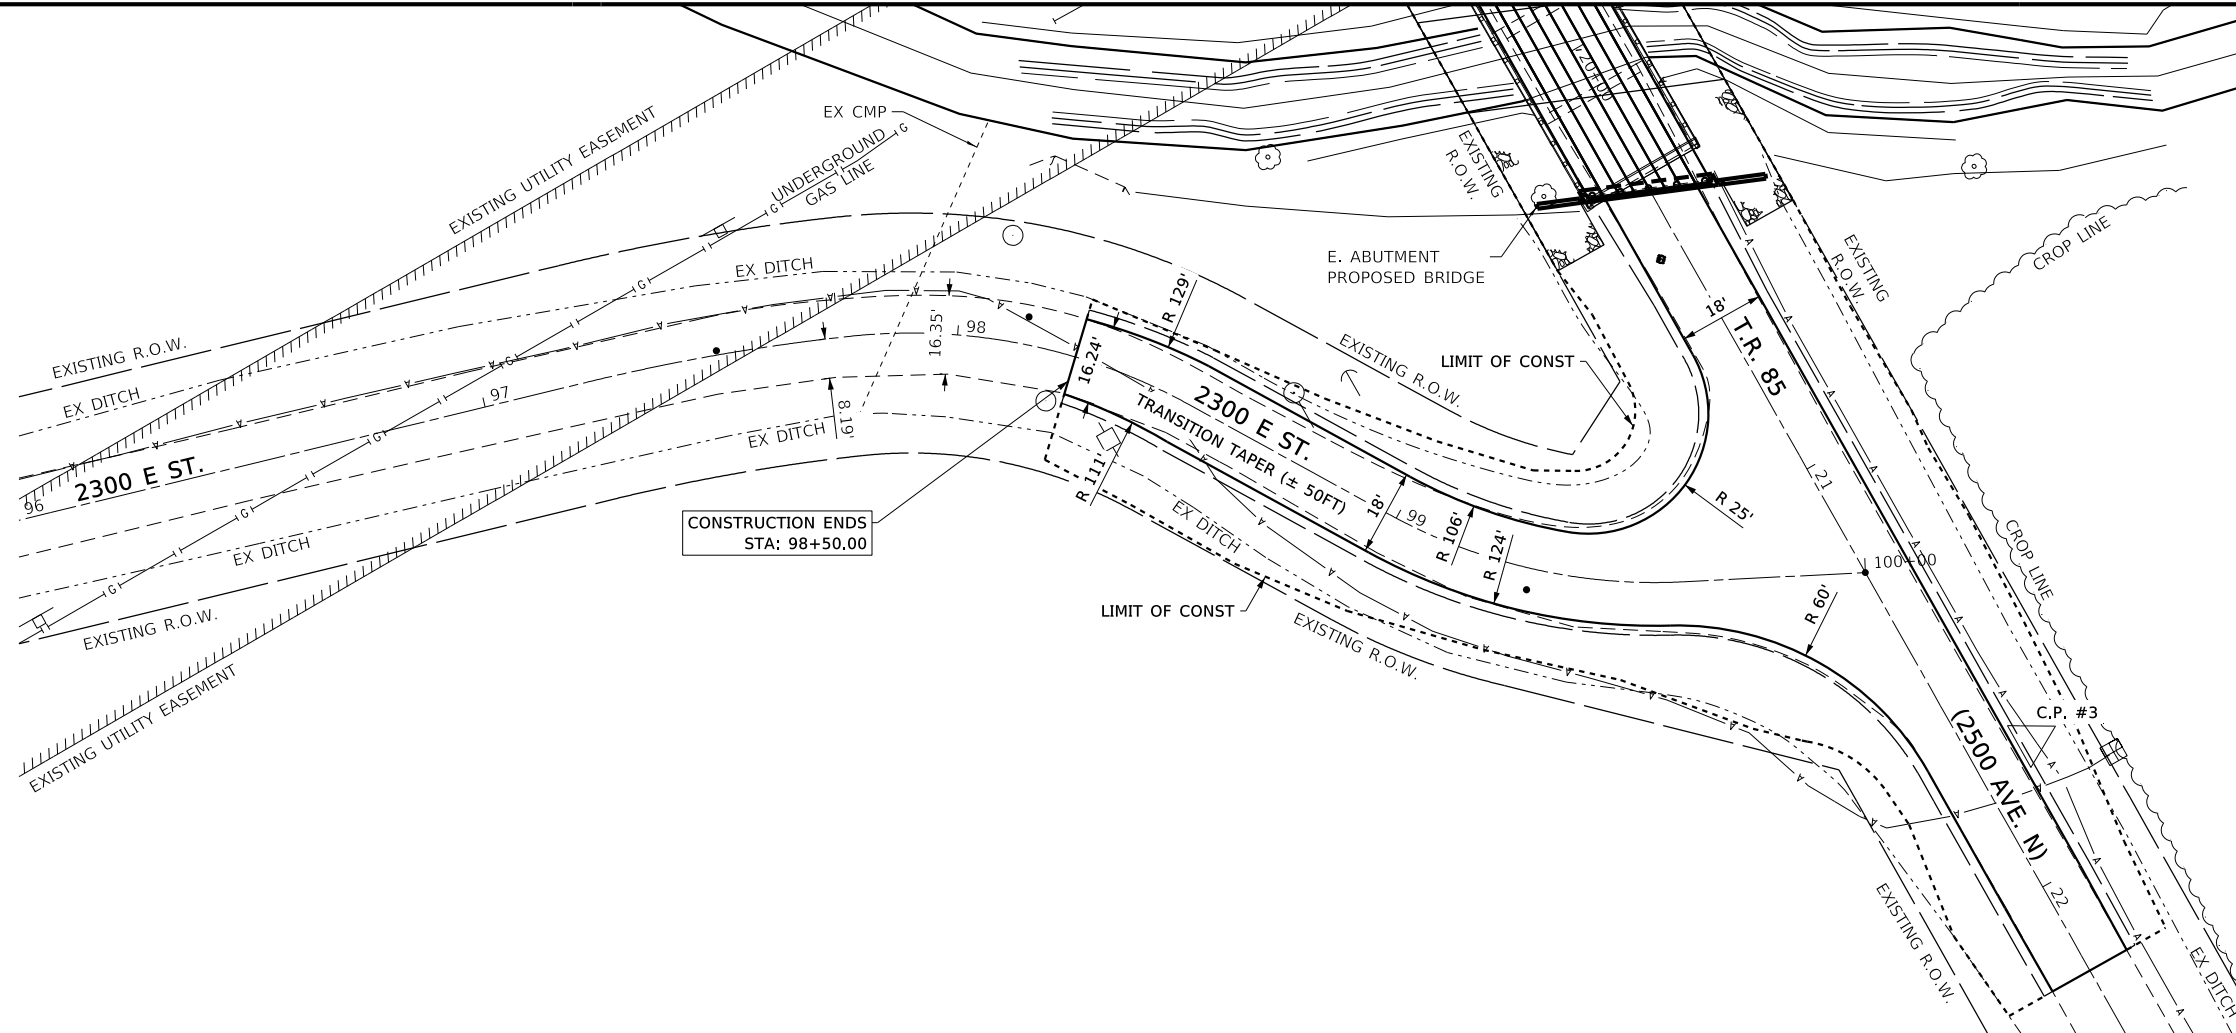 20+00
EX CMP
EXISTING UTILITY EASEMENT
UNDERGROUND
GAS LINE
G
EXISTING
R.O.W.
EXISTING
R.O.W.
CROP LINE
E. ABUTMENT
PROPOSED BRIDGE
EX DITCH
R 129'
18'
T.R. 85
16.35'
98
EXISTING R.O.W.
EX DITCH
97
16.24'
EXISTING R.O.W.
LIMIT OF CONST
2300 E ST.
TRANSITION TAPER (± 50FT)
8.19'
EX DITCH
2300 E ST.
96
R 111'
EX DITCH
18'
99
R 106'
R 124'
R 25'
21
CONSTRUCTION ENDS
STA: 98+50.00
EX DITCH
100+00
CROP LINE
R 60'
LIMIT OF CONST
EXISTING R.O.W.
EXISTING R.O.W.
EXISTING UTILITY EASEMENT
C.P. #3
(2500 AVE. N)
22
EXISTING R.O.W.
EX DITCH